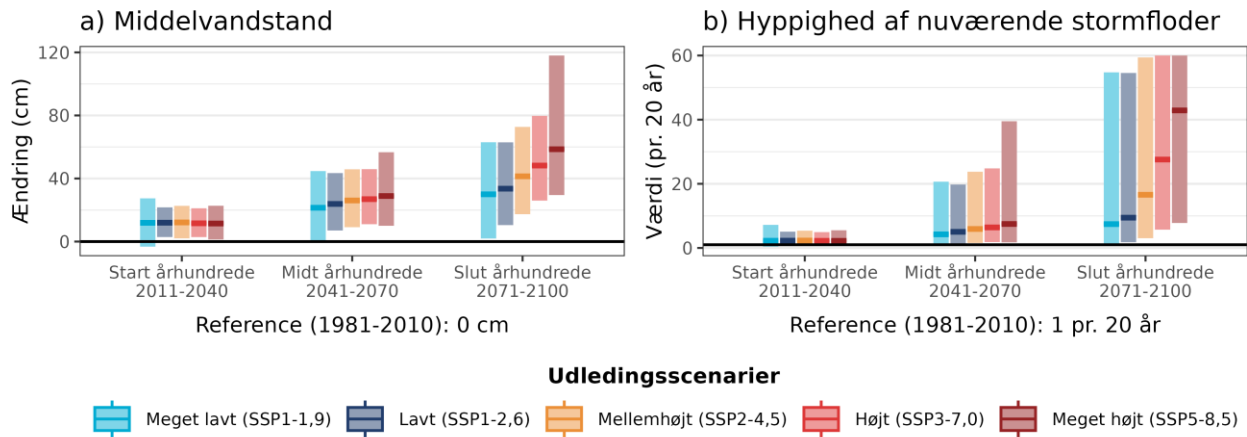 a) Middelvandstand
Ændring (cm)
120
80
40
0
Start århundrede
2011-2040
Midt århundrede
2041-2070
Slut århundrede
2071-2100
Reference (1981-2010): 0 cm
b) Hyppighed af nuværende stormfloder
Værdi (pr. 20 år)
60
40
20
0
Start århundrede
2011-2040
Midt århundrede
2041-2070
Slut århundrede
2071-2100
Reference (1981-2010): 1 pr. 20 år
Udledingsscenarier
Meget lavt (SSP1-1,9)
Lavt (SSP1-2,6)
Mellemhøjt (SSP2-4,5)
Højt (SSP3-7,0)
Meget højt (SSP5-8,5)